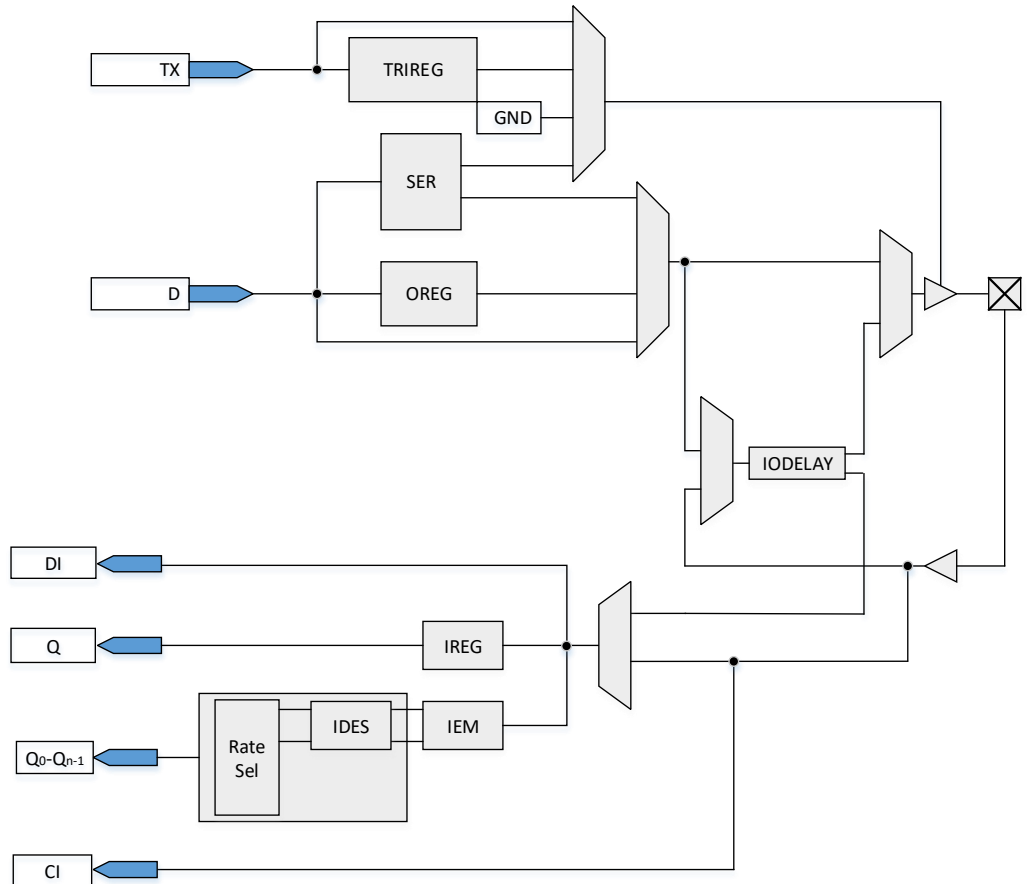 TX
TRIREG
GND
SER
D
OREG
IODELAY
DI
Q
IREG
Q0-Qn-1
Rate
Sel
IDES
IEM
CI